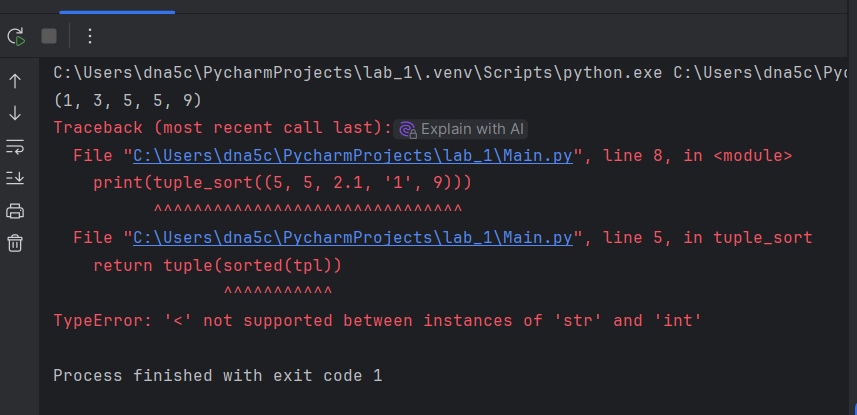 C:\Users\dna5c\PycharmProjects\lab_1\.venv\Scripts\python.exe C:\Users\dna5c\Pyc
(1, 3, 5, 5, 9)
Traceback (most recent call last): Explain with AI
  File "C:\Users\dna5c\PycharmProjects\lab_1\Main.py", line 8, in <module>
    print(tuple_sort((5, 5, 2.1, '1', 9)))
          ^^^^^^^^^^^^^^^^^^^^^^^^^^^^^^^
  File "C:\Users\dna5c\PycharmProjects\lab_1\Main.py", line 5, in tuple_sort
    return tuple(sorted(tpl))
                 ^^^^^^^^^^^
TypeError: '<' not supported between instances of 'str' and 'int'
Process finished with exit code 1